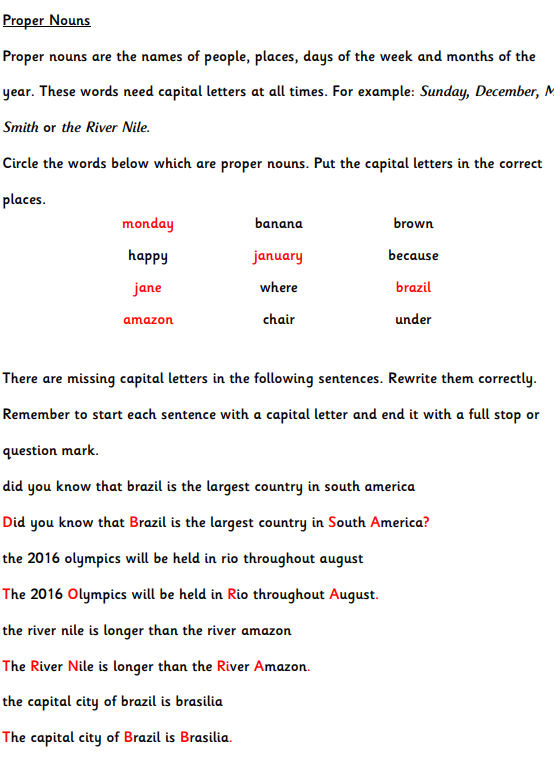 Proper Nouns
Proper nouns are the names of people, places, days of the week and months of the
year. These words need capital letters at all times. For example: Sunday, December,
Smith or the River Nile.
Circle the words below which are proper nouns. Put the capital letters in the correct
places.
monday banana brown
happy january because
jane where brazil
amazon chair under
There are missing capital letters in the following sentences. Rewrite them correctly.
Remember to start each sentence with a capital letter and end it with a full stop or
question mark.
did you know that brazil is the largest country in south america
Did you know that Brazil is the largest country in South America?
the 2016 olympics will be held in rio throughout august
The 2016 Olympics will be held in Rio throughout August.
the river nile is longer than the river amazon
The River Nile is longer than the River Amazon.
the capital city of brazil is brasilia
The capital city of Brazil is Brasilia.